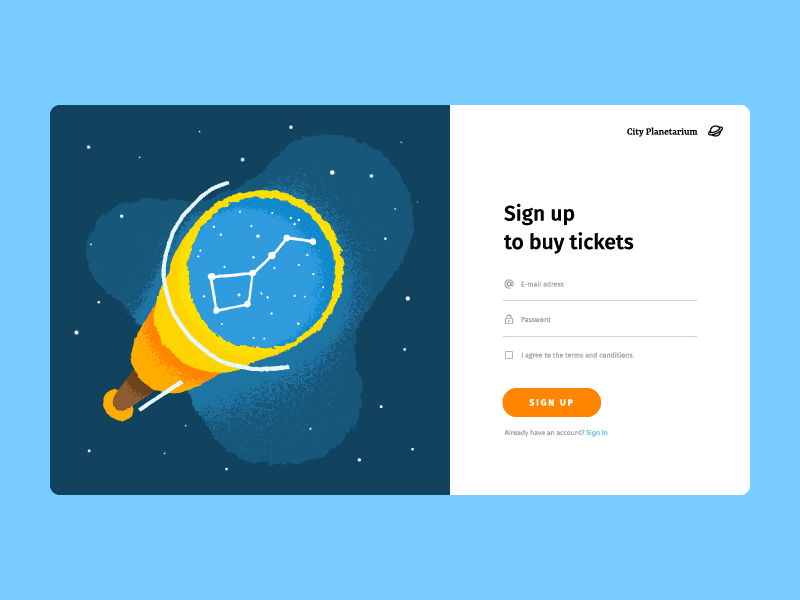 City Planetarium
Sign up
to buy tickets
E-mail adress
Password
I agree to the terms and conditions.
SIGN UP
Already have an account? Sign In